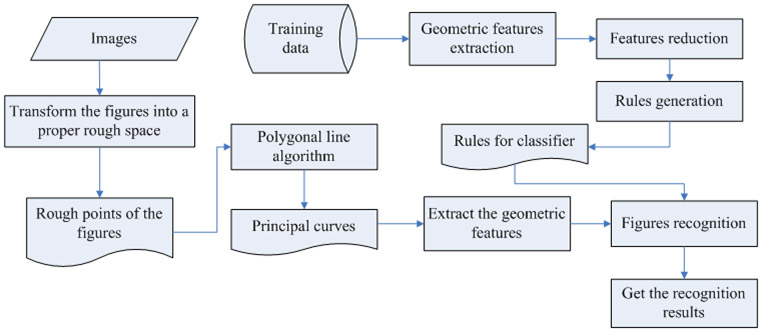 Images
Transform the figures into a
proper rough space
Rough points of the
figures
Polygonal line
algorithm
Principal curves
Training
data
Geometric features
extraction
Features reduction
Rules generation
Rules for classifier
Extract the geometric
features
Figures recognition
Get the recognition
results